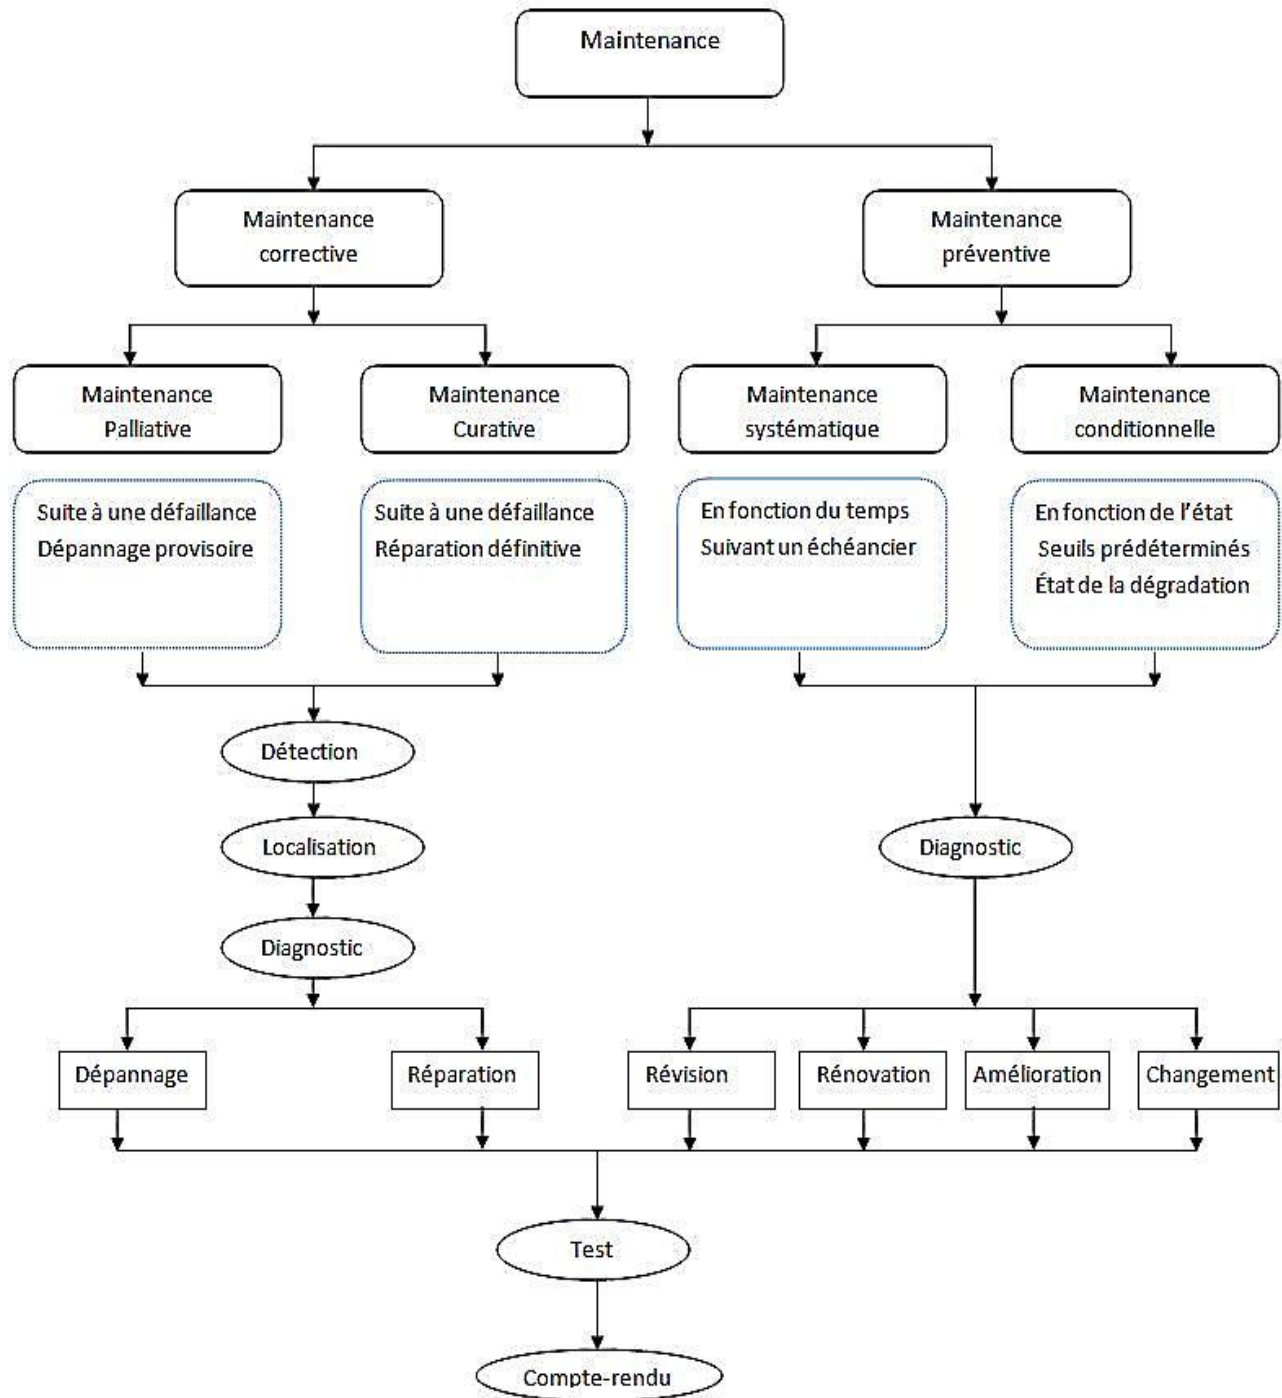 Maintenance
Maintenance
corrective
Maintenance
préventive
Maintenance
Palliative
Maintenance
Curative
Maintenance
systématique
Maintenance
conditionnelle
Suite à une défaillance
Dépannage provisoire
Suite à une défaillance
Réparation définitive
En fonction du temps
Suivant un échéancier
En fonction de l'état
Seuils prédéterminés
État de la dégradation
Détection
Localisation
Diagnostic
Diagnostic
Dépannage
Réparation
Révision
Rénovation
Amélioration
Changement
Test
Compte-rendu